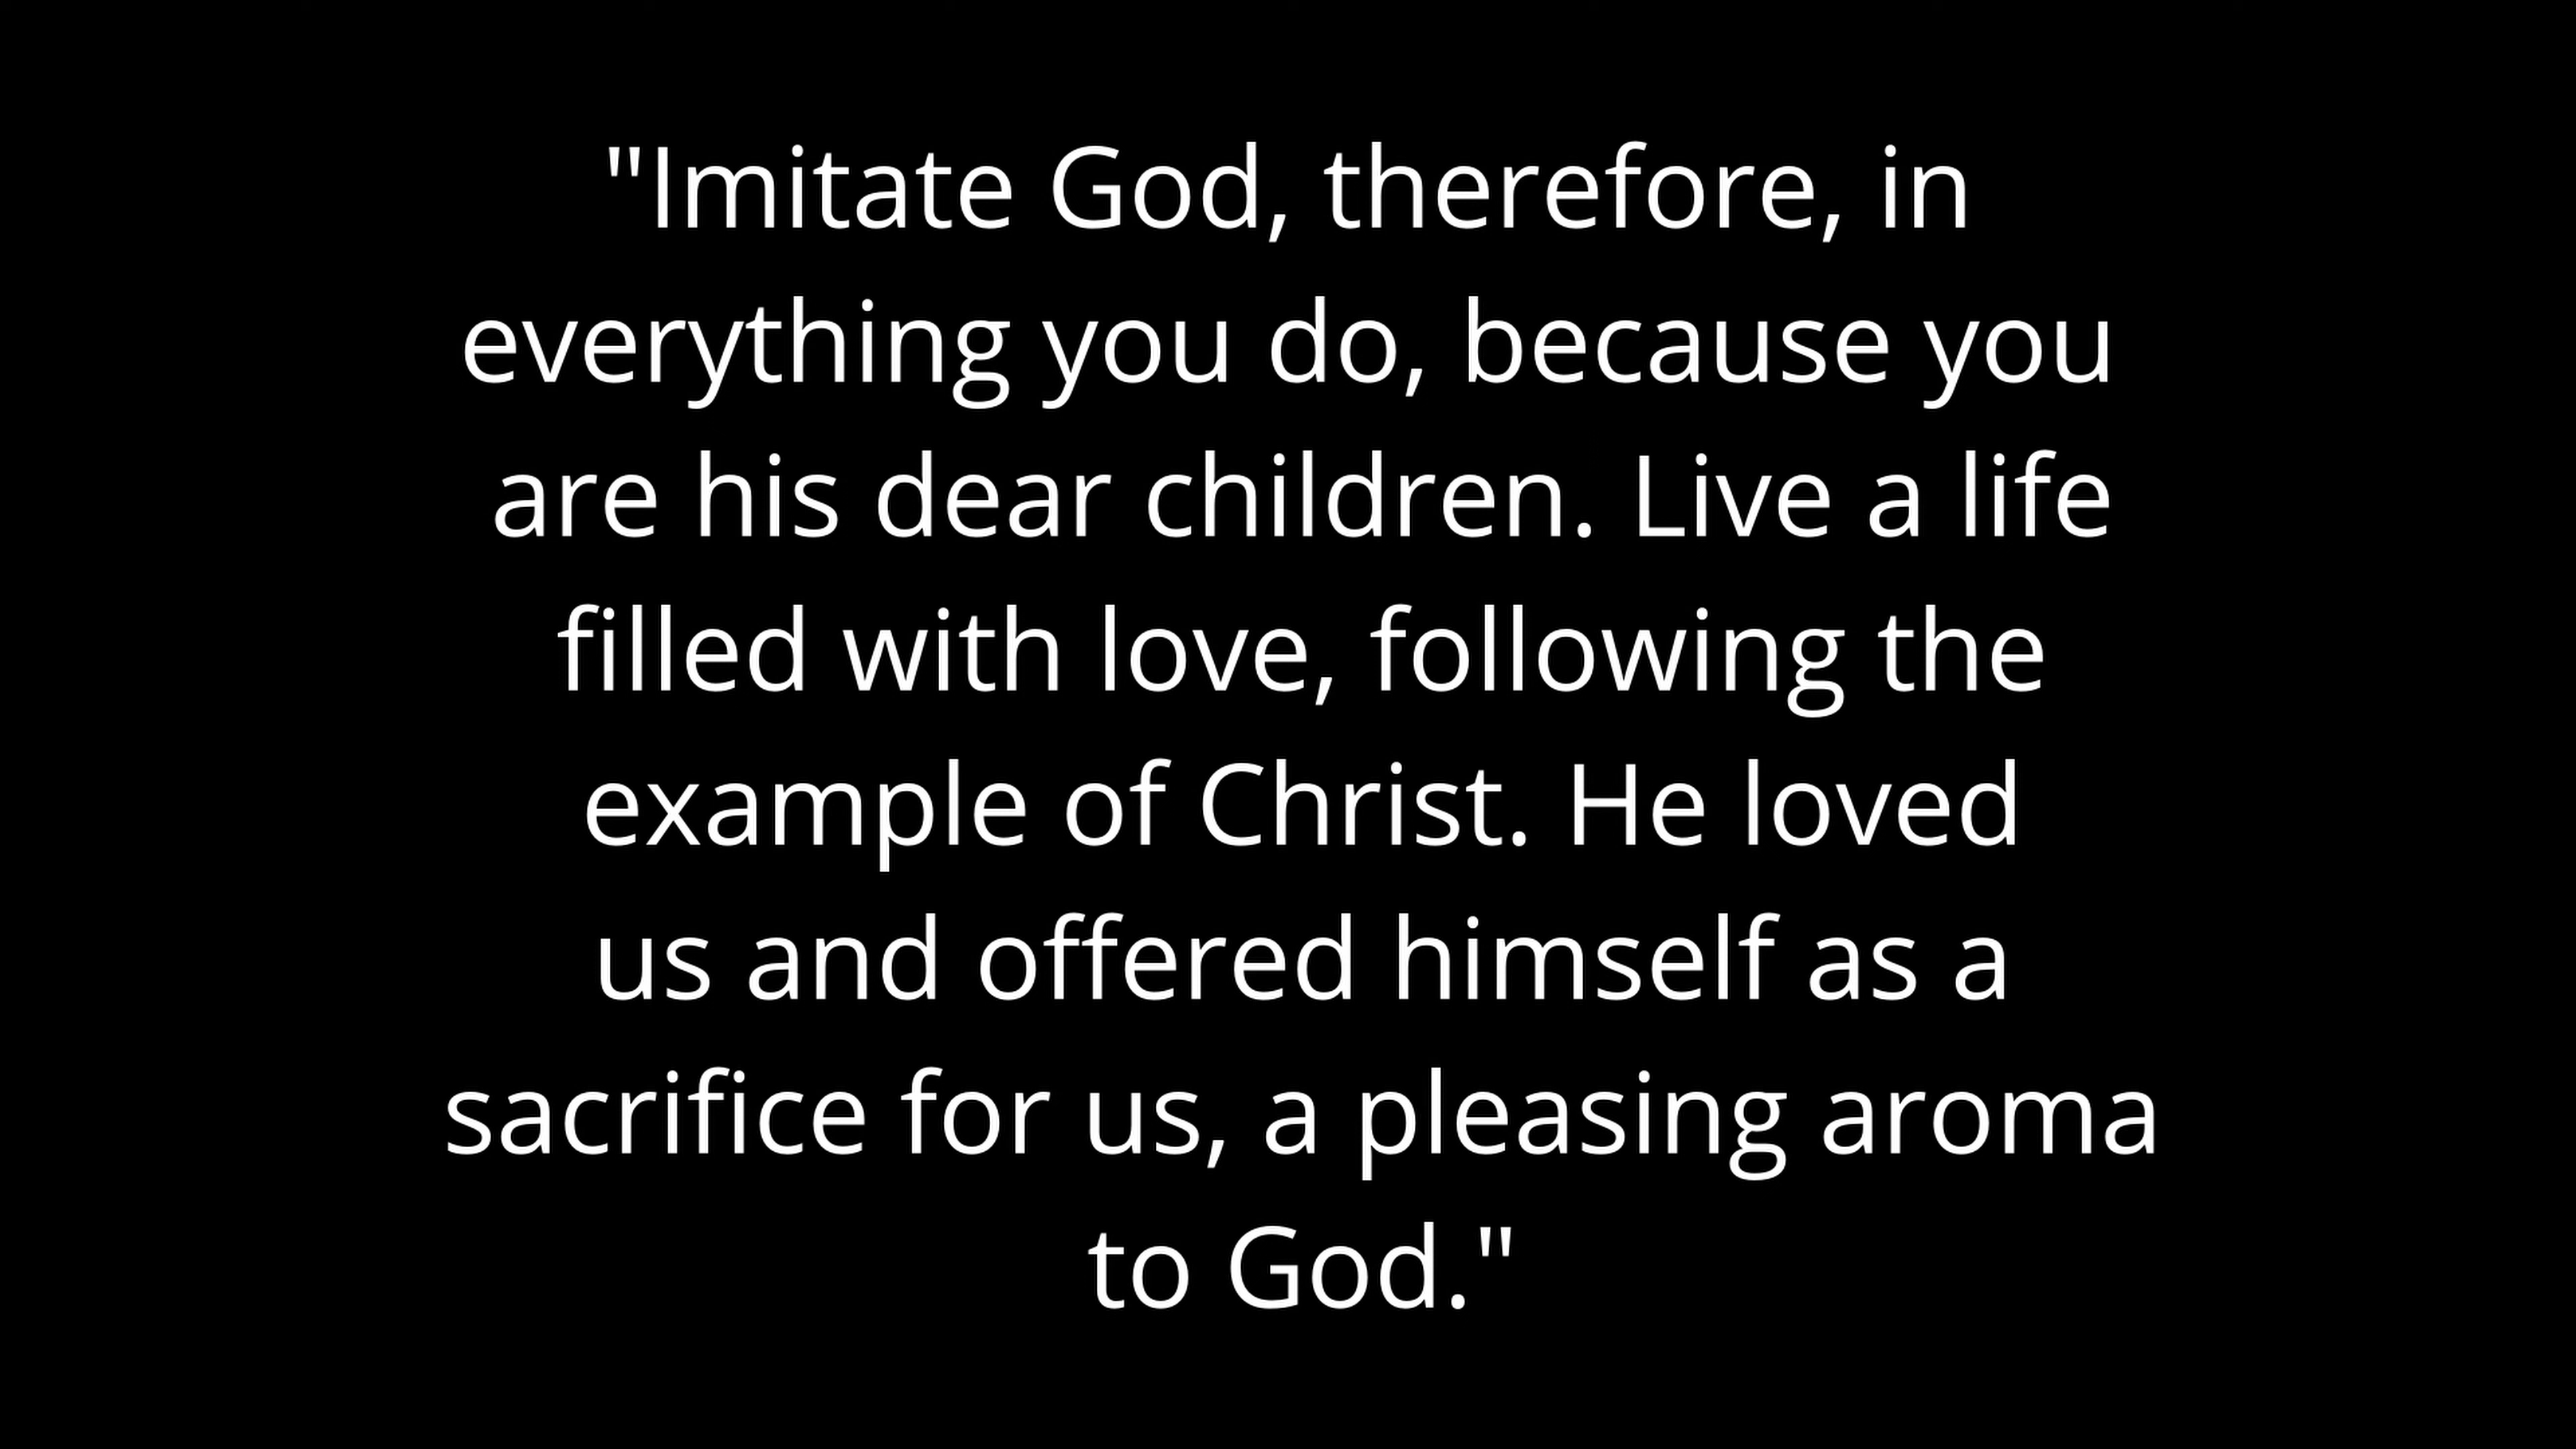 "Imitate God, therefore, in
everything you do, because you
are his dear children. Live a life
filled with love, following the
example of Christ. He loved
us and offered himself as a
sacrifice for us, a pleasing aroma
to God."